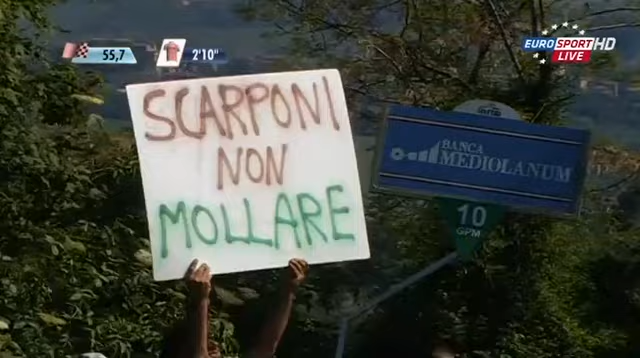 55,7
2'10"
EUROSPORT HD
LIVE
SCARPONI
NON
MOLLARE
BANCA
MEDIOLANUM
10
GPM